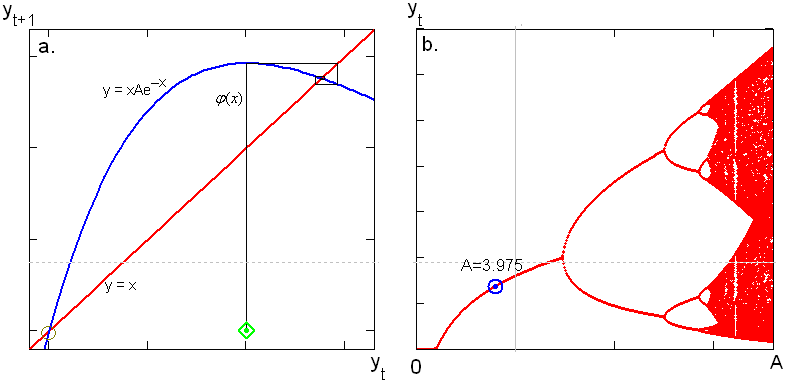 yₜ₊₁
a.
y = xAe⁻ˣ
φ(x)
y = x
yₜ
yₜ
b.
A=3.975
0
A